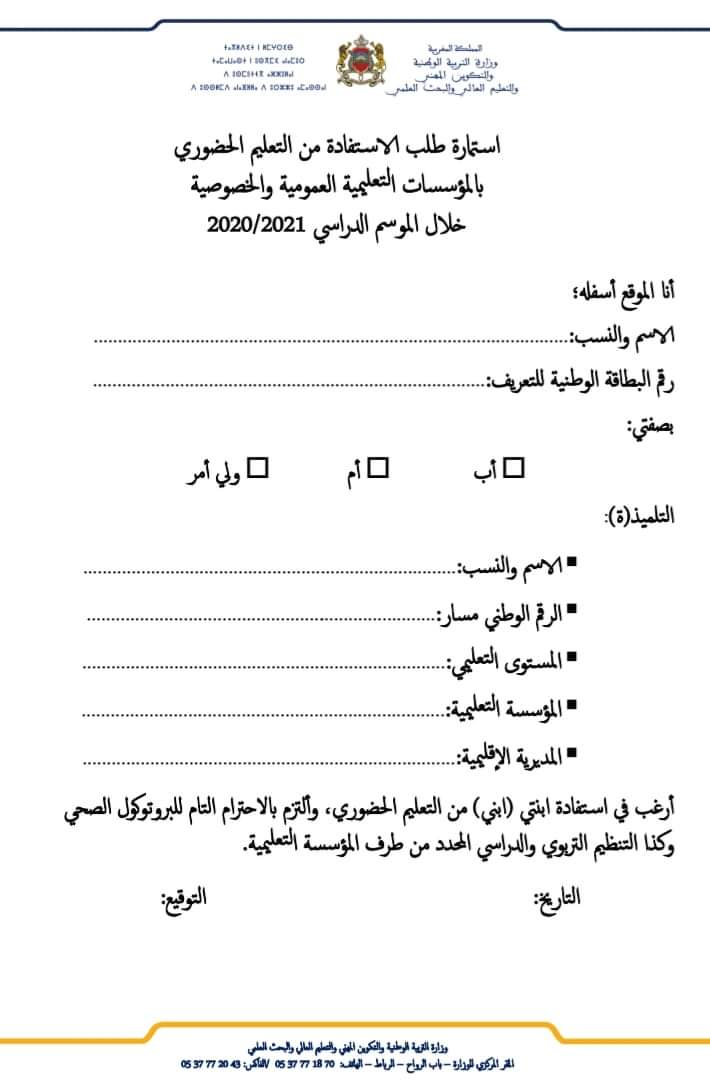 المملكة المغربية
وزارة التربية الوطنية
والتكوين المهني
والتعليم العالي والبحث العلمي
ⵜⴰⴳⵍⴷⵉⵜ ⵏ ⵍⵎⵖⵔⵉⴱ
ⵜⴰⵎⴰⵡⴰⵙⵜ ⵏ ⵓⵙⴳⵎⵉ ⴰⵏⴰⵎⵓⵔ
ⴷ ⵓⵙⵎⵓⵜⵜⴳ ⴰⵣⵣⵓⵍⴰⵏ
ⴷ ⵓⵙⵙⵍⵎⴷ ⴰⵏⴰⴼⵍⵍⴰ ⴷ ⵓⵔⵣⵣⵓ ⴰⵎⴰⵙⵙⴰⵏ
استمارة طلب الاستفادة من التعليم الحضوري
بالمؤسسات التعليمية العمومية والخصوصية
خلال الموسم الدراسي 2020/2021
أنا الموقع أسفله؛
الاسم والنسب:..............................................................................................
رقم البطاقة الوطنية للتعريف:..............................................................................
بصفتي:
□ أب □ أم □ ولي أمر
التلميذ(ة):
▪ الاسم والنسب:..........................................................................
▪ الرقم الوطني مسار:.....................................................................
▪ المستوى التعليمي:........................................................................
▪ المؤسسة التعليمية:........................................................................
▪ المديرية الإقليمية:..........................................................................
أرغب في استفادة ابنتي (ابني) من التعليم الحضوري، وألتزم بالاحترام التام للبروتوكول الصحي
وكذا التنظيم التربوي والدراسي المحدد من طرف المؤسسة التعليمية.
التاريخ: التوقيع:
وزارة التربية الوطنية والتكوين المهني والتعليم العالي والبحث العلمي
المقر المركزي للوزارة – باب الرواح – الرباط – الهاتف: 70 18 77 37 05 /الفاكس: 43 20 77 37 05